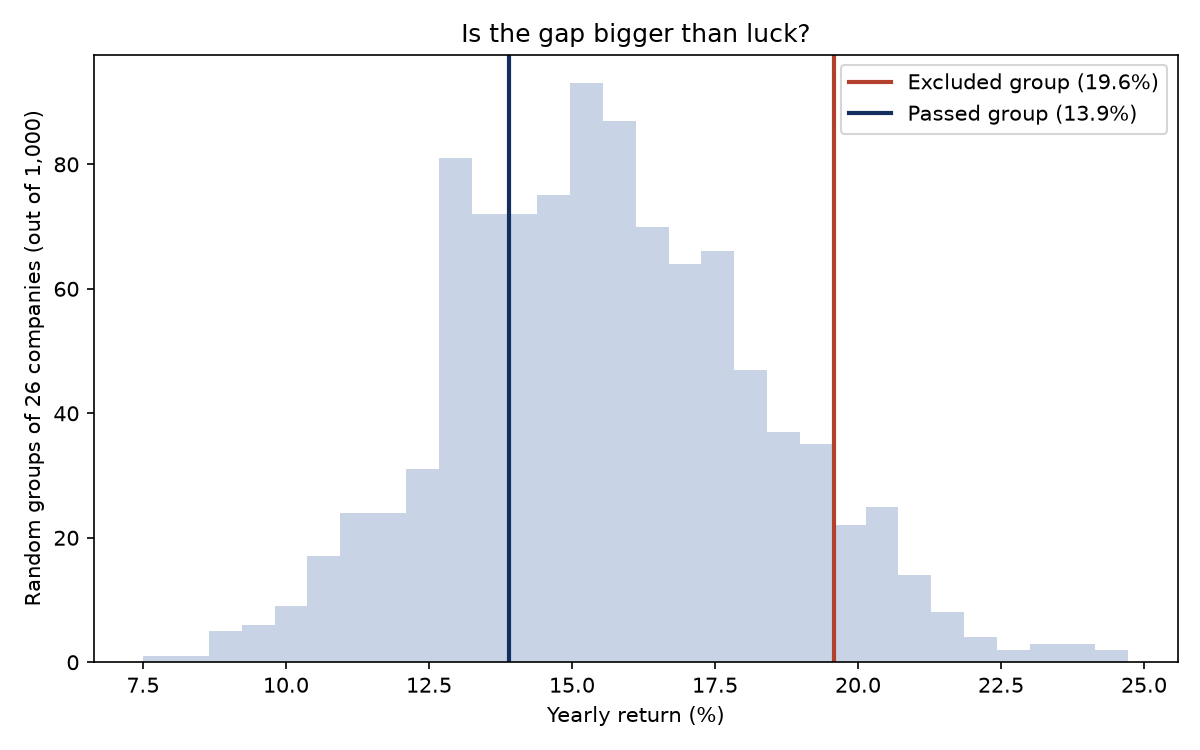 Is the gap bigger than luck?
Excluded group (19.6%)
Passed group (13.9%)
Random groups of 26 companies (out of 1,000)
80
60
40
20
0
7.5 10.0 12.5 15.0 17.5 20.0 22.5 25.0
Yearly return (%)